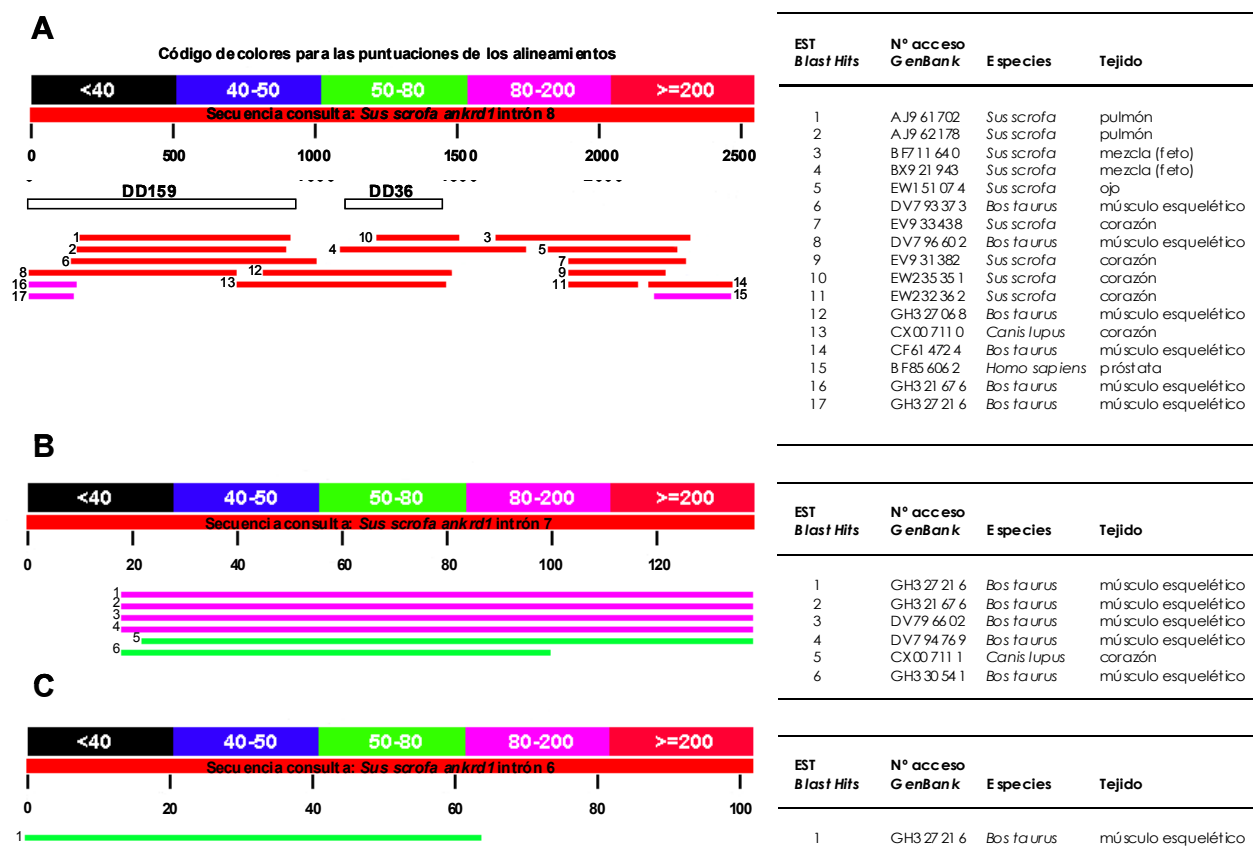 A
Código de colores para las puntuaciones de los alineamientos
<40 40-50 50-80 80-200 >=200
Secuencia consulta: Sus scrofa ankrd1 intrón 8
0 500 1000 1500 2000 2500
DD159 DD36
1 10 3
2 4 5
6 7
8 12 9
16 13 11 14
17 15
EST Nº acceso
Blast Hits GenBank Especies Tejido
1 AJ961702 Sus scrofa pulmón
2 AJ962178 Sus scrofa pulmón
3 BF711640 Sus scrofa mezcla (feto)
4 BX921943 Sus scrofa mezcla (feto)
5 EW151074 Sus scrofa ojo
6 DV793373 Bos taurus músculo esquelético
7 EV933438 Sus scrofa corazón
8 DV796602 Bos taurus músculo esquelético
9 EV931382 Sus scrofa corazón
10 EW235351 Sus scrofa corazón
11 EW232362 Sus scrofa corazón
12 GH327068 Bos taurus músculo esquelético
13 CX007110 Canis lupus corazón
14 CF614724 Bos taurus músculo esquelético
15 BF856062 Homo sapiens próstata
16 GH321676 Bos taurus músculo esquelético
17 GH327216 Bos taurus músculo esquelético
B
<40 40-50 50-80 80-200 >=200
Secuencia consulta: Sus scrofa ankrd1 intrón 7
0 20 40 60 80 100 120
1
2
3
4
5
6
EST Nº acceso
Blast Hits GenBank Especies Tejido
1 GH327216 Bos taurus músculo esquelético
2 GH321676 Bos taurus músculo esquelético
3 DV796602 Bos taurus músculo esquelético
4 DV794769 Bos taurus músculo esquelético
5 CX007111 Canis lupus corazón
6 GH330541 Bos taurus músculo esquelético
C
<40 40-50 50-80 80-200 >=200
Secuencia consulta: Sus scrofa ankrd1 intrón 6
0 20 40 60 80 100
1
EST Nº acceso
Blast Hits GenBank Especies Tejido
1 GH327216 Bos taurus músculo esquelético